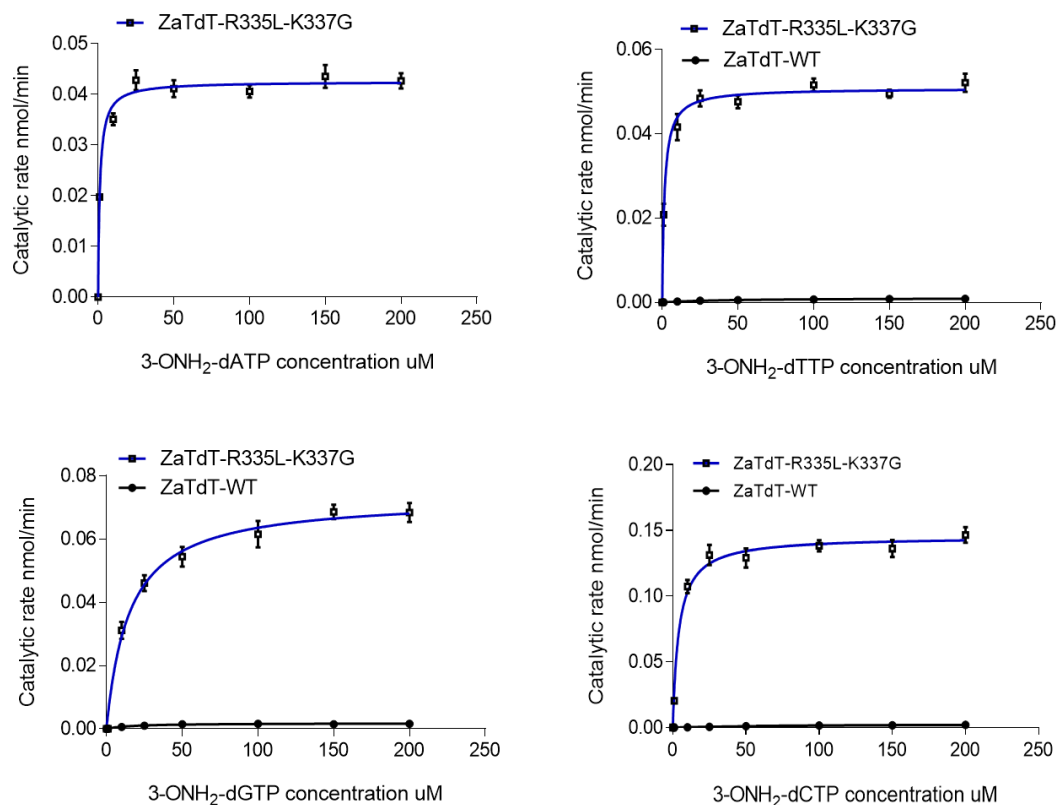 ZaTdT-R335L-K337G
Catalytic rate nmol/min
0.05
0.04
0.03
0.02
0.01
0.00
0 50 100 150 200 250
3-ONH₂-dATP concentration uM
ZaTdT-R335L-K337G
ZaTdT-WT
Catalytic rate nmol/min
0.06
0.04
0.02
0.00
0 50 100 150 200 250
3-ONH₂-dTTP concentration uM
ZaTdT-R335L-K337G
ZaTdT-WT
Catalytic rate nmol/min
0.08
0.06
0.04
0.02
0.00
0 50 100 150 200 250
3-ONH₂-dGTP concentration uM
ZaTdT-R335L-K337G
ZaTdT-WT
Catalytic rate nmol/min
0.20
0.15
0.10
0.05
0.00
0 50 100 150 200 250
3-ONH₂-dCTP concentration uM